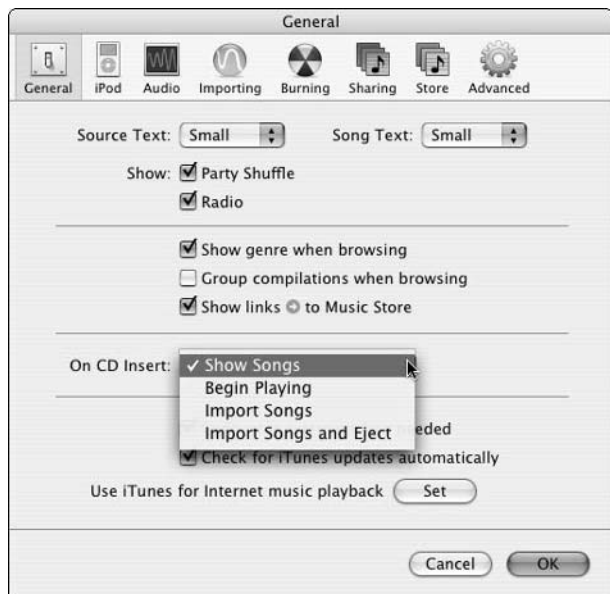 General
General iPod Audio Importing Burning Sharing Store Advanced
Source Text: Small Song Text: Small
Show: Party Shuffle
Radio
Show genre when browsing
Group compilations when browsing
Show links to Music Store
On CD Insert: ✓ Show Songs
Begin Playing
Import Songs
Import Songs and Eject
eeded
Check for iTunes updates automatically
Use iTunes for Internet music playback Set
Cancel OK